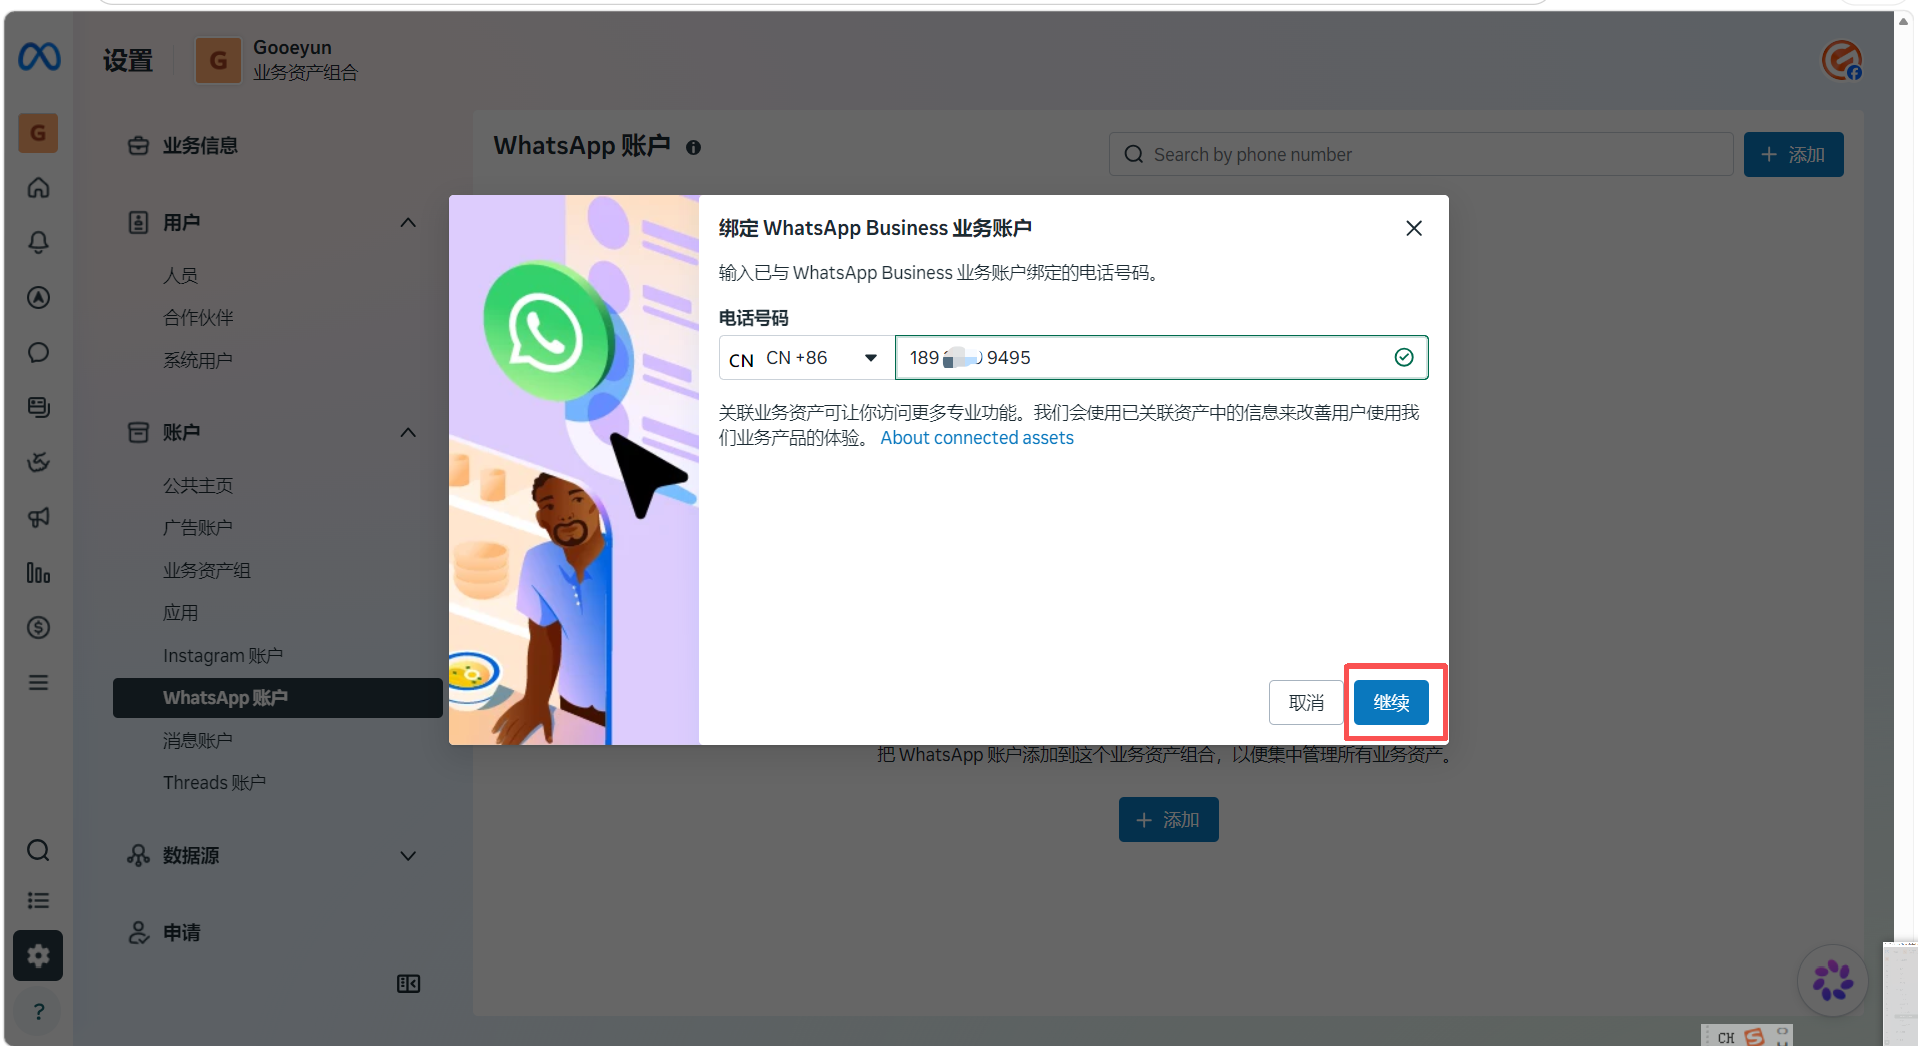 设置
G
Gooeyun
业务资产组合
G
业务信息
用户
人员
合作伙伴
系统用户
账户
公共主页
广告账户
业务资产组
应用
Instagram 账户
WhatsApp 账户
消息账户
Threads 账户
数据源
申请
?
WhatsApp 账户
Search by phone number
+ 添加
绑定 WhatsApp Business 业务账户
输入已与 WhatsApp Business 业务账户绑定的电话号码。
电话号码
CN CN +86
189 9495
关联业务资产可让你访问更多专业功能。我们会使用已关联资产中的信息来改善用户使用我
们业务产品的体验。 About connected assets
取消
继续
把 WhatsApp 账户添加到这个业务资产组合，以便集中管理所有业务资产。
+ 添加
CH